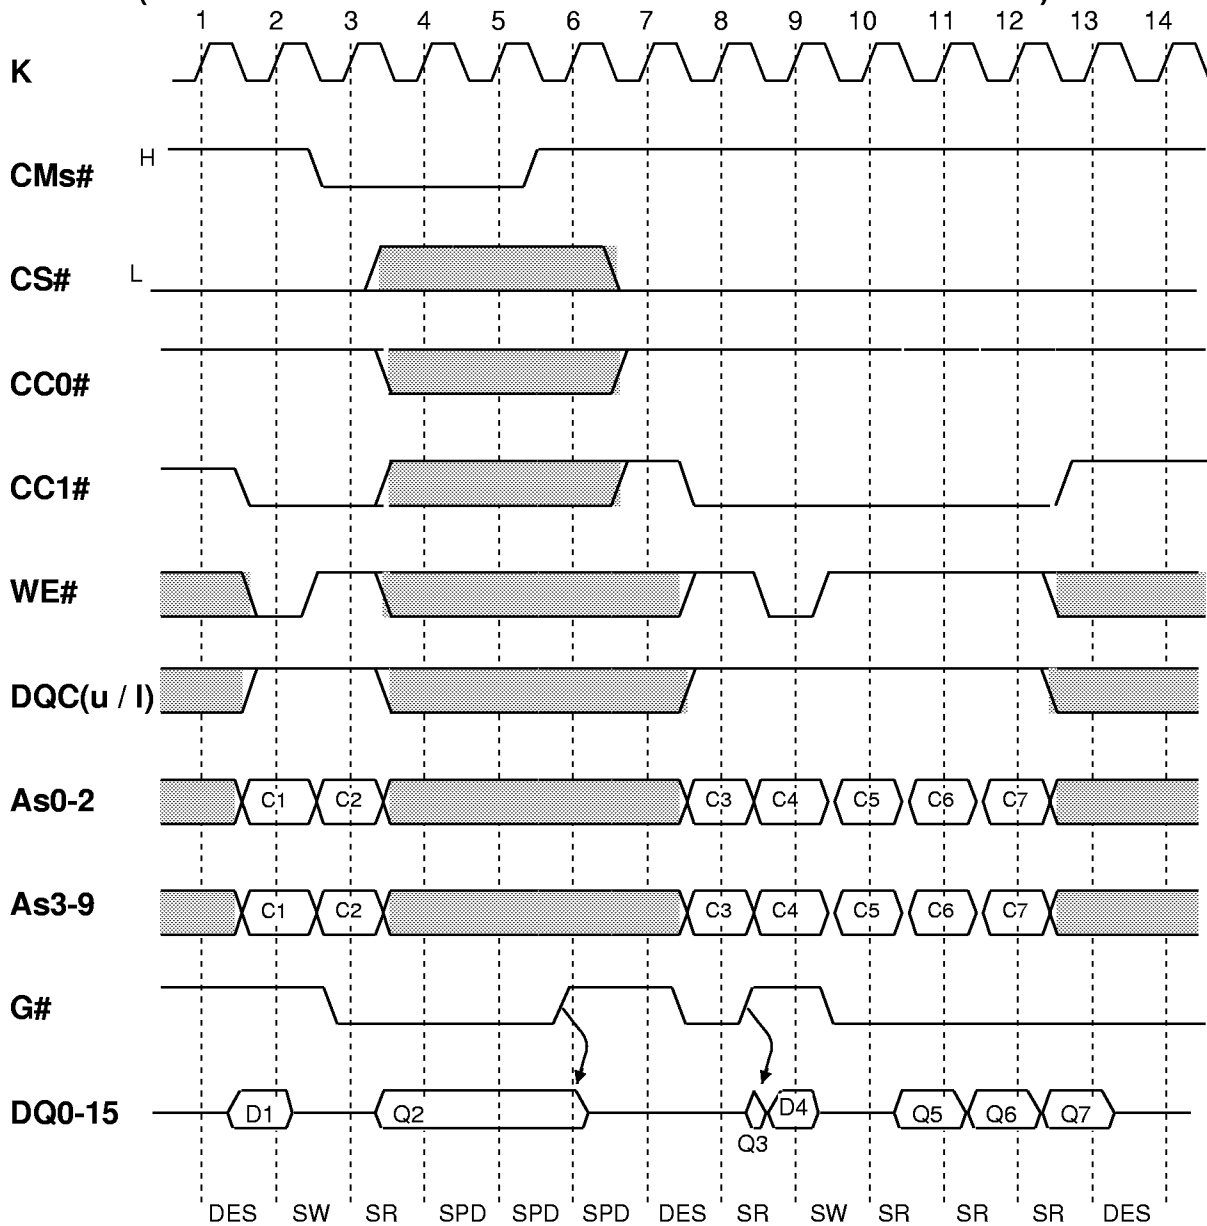 1 2 3 4 5 6 7 8 9 10 11 12 13 14
K
CMs# H
CS# L
CC0#
CC1#
WE#
DQC(u / l)
As0-2 C1 C2 C3 C4 C5 C6 C7
As3-9 C1 C2 C3 C4 C5 C6 C7
G#
DQ0-15 D1 Q2 Q3 D4 Q5 Q6 Q7
DES SW SR SPD SPD SPD DES SR SW SR SR SR DES